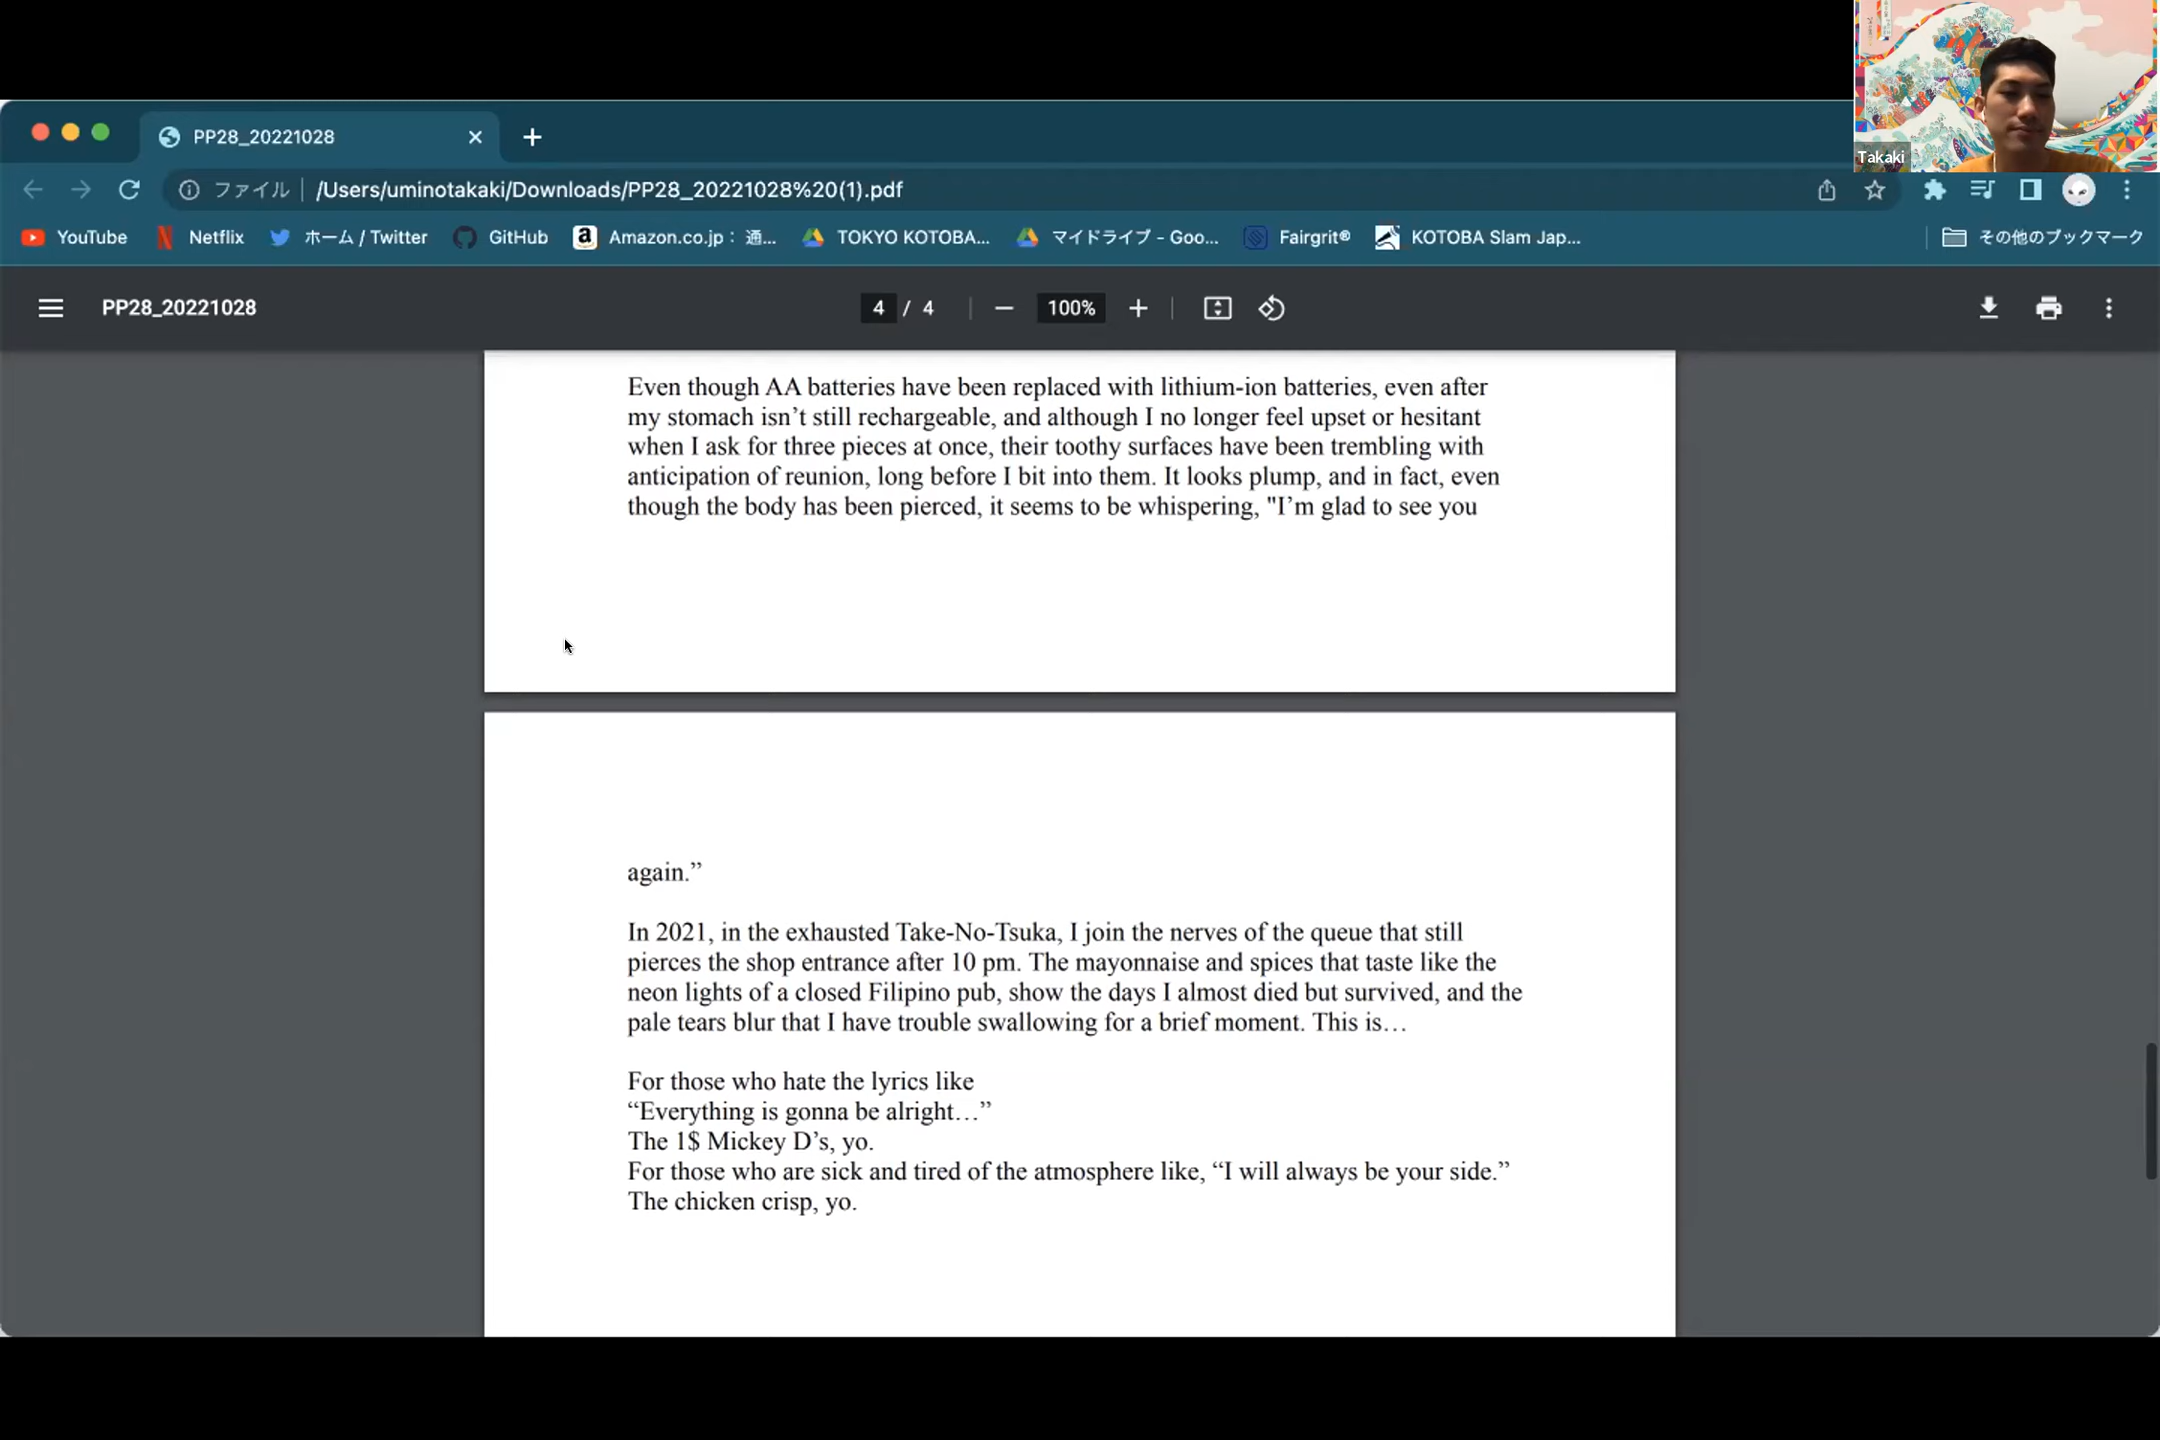 Takaki
PP28_20221028
ファイル /Users/uminotakaki/Downloads/PP28_20221028%20(1).pdf
YouTube Netflix ホーム / Twitter GitHub Amazon.co.jp : 通... TOKYO KOTOBA... マイドライブ - Goo... Fairgrit® KOTOBA Slam Jap... その他のブックマーク
PP28_20221028 4 / 4 100%
Even though AA batteries have been replaced with lithium-ion batteries, even after
my stomach isn’t still rechargeable, and although I no longer feel upset or hesitant
when I ask for three pieces at once, their toothy surfaces have been trembling with
anticipation of reunion, long before I bit into them. It looks plump, and in fact, even
though the body has been pierced, it seems to be whispering, "I’m glad to see you
again.”
In 2021, in the exhausted Take-No-Tsuka, I join the nerves of the queue that still
pierces the shop entrance after 10 pm. The mayonnaise and spices that taste like the
neon lights of a closed Filipino pub, show the days I almost died but survived, and the
pale tears blur that I have trouble swallowing for a brief moment. This is…
For those who hate the lyrics like
“Everything is gonna be alright…”
The 1$ Mickey D’s, yo.
For those who are sick and tired of the atmosphere like, “I will always be your side.”
The chicken crisp, yo.